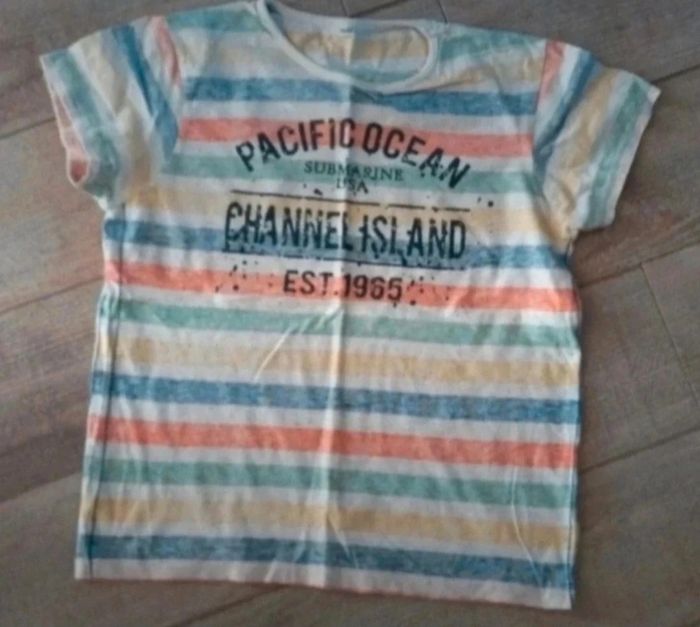 PACIFIC OCEAN
SUBMARINE
USA
CHANNEL ISLAND
EST.1965